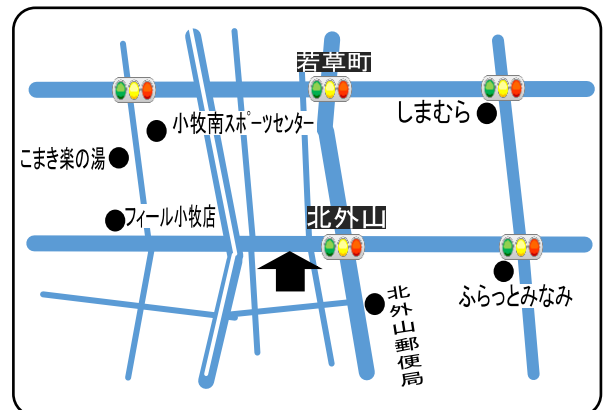 若草町
しまむら
小牧南スポーツセンター
こまき楽の湯
フィール小牧店
北外山
ふらっとみなみ
北外山郵便局